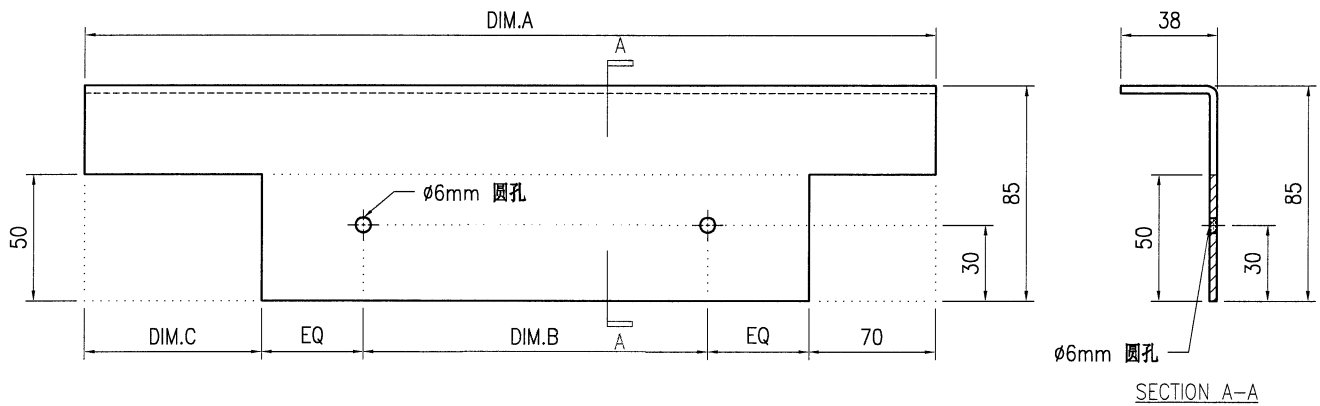 DIM.A
A
38
ø6mm 圆孔
50
30
85
50
30
85
DIM.C
EQ
DIM.B
A
EQ
70
ø6mm 圆孔
SECTION A-A